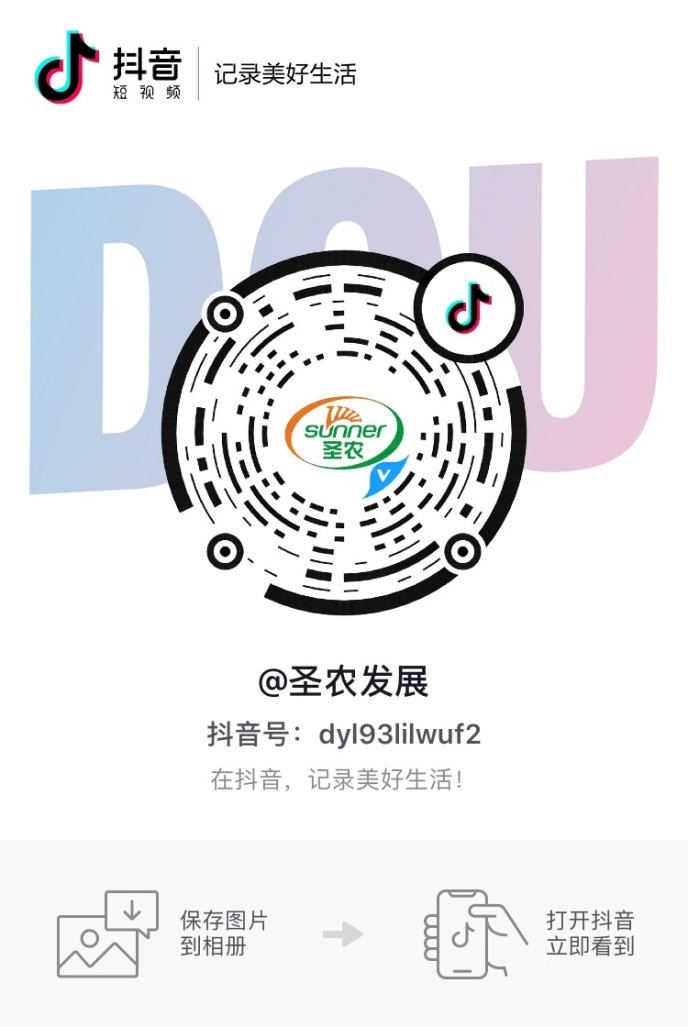 抖音
短视频
记录美好生活
DOU
sunner
圣农
@圣农发展
抖音号：dyl93lilwuf2
在抖音，记录美好生活！
保存图片
到相册
打开抖音
立即看到